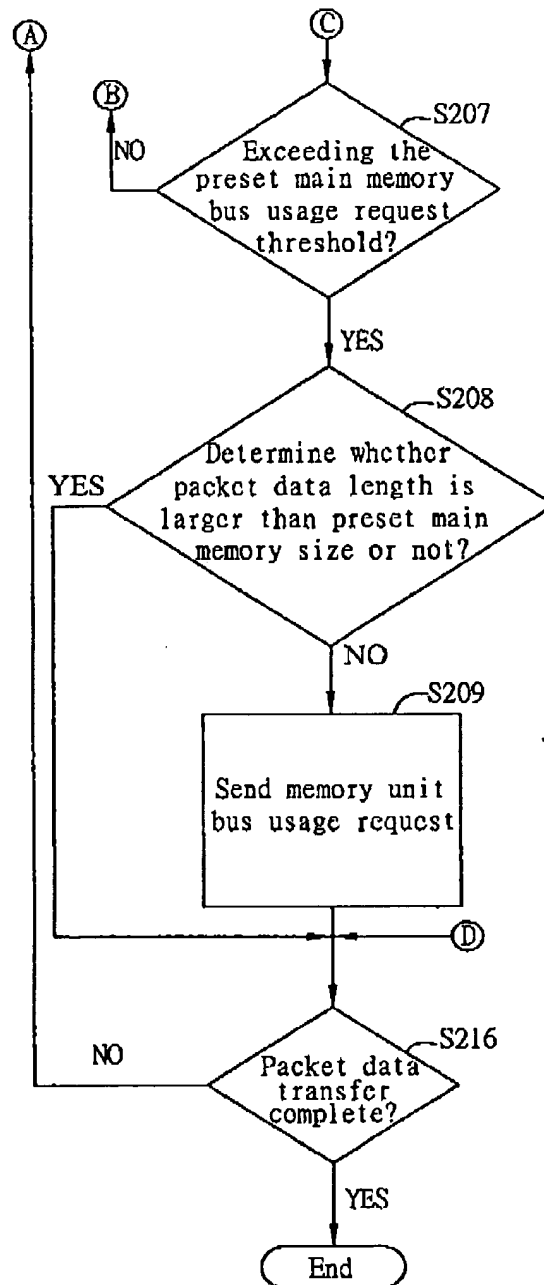 A
C
B
S207
NO
Exceeding the
preset main memory
bus usage request
threshold?
YES
S208
Determine whether
packet data length is
larger than preset main
memory size or not?
YES
NO
S209
Send memory unit
bus usage request
D
S216
NO
Packet data
transfer
complete?
YES
End